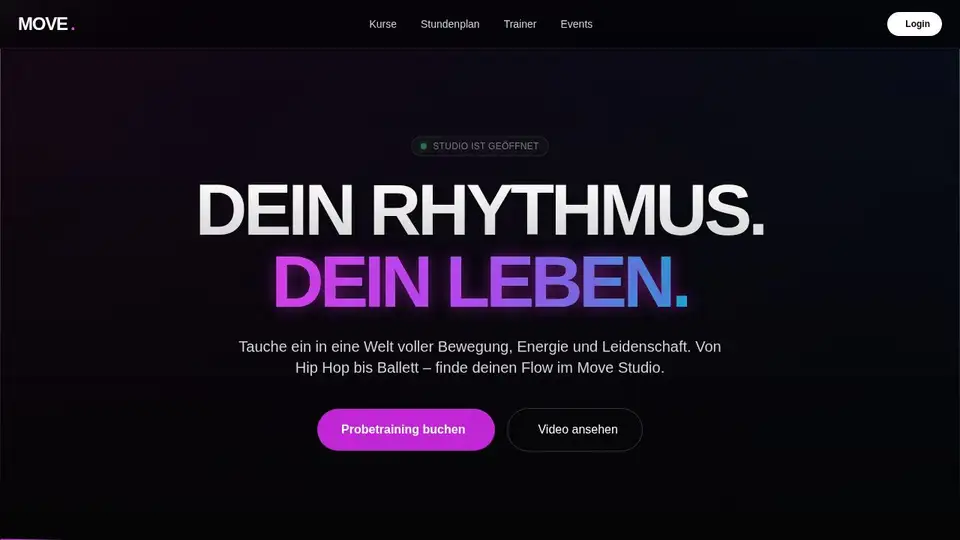 MOVE.
Kurse
Stundenplan
Trainer
Events
Login
STUDIO IST GEÖFFNET
DEIN RHYTHMUS.
DEIN LEBEN.
Tauche ein in eine Welt voller Bewegung, Energie und Leidenschaft. Von
Hip Hop bis Ballett – finde deinen Flow im Move Studio.
Probetraining buchen
Video ansehen